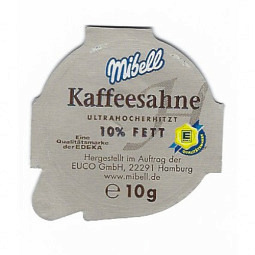 Mibell
Kaffeesahne
ULTRAHOCHERHITZT
10% FETT
Eine
Qualitätsmarke
der EDEKA
E
Hergestellt im Auftrag der
EUCO GmbH, 22291 Hamburg
www.mibell.de
e 10g